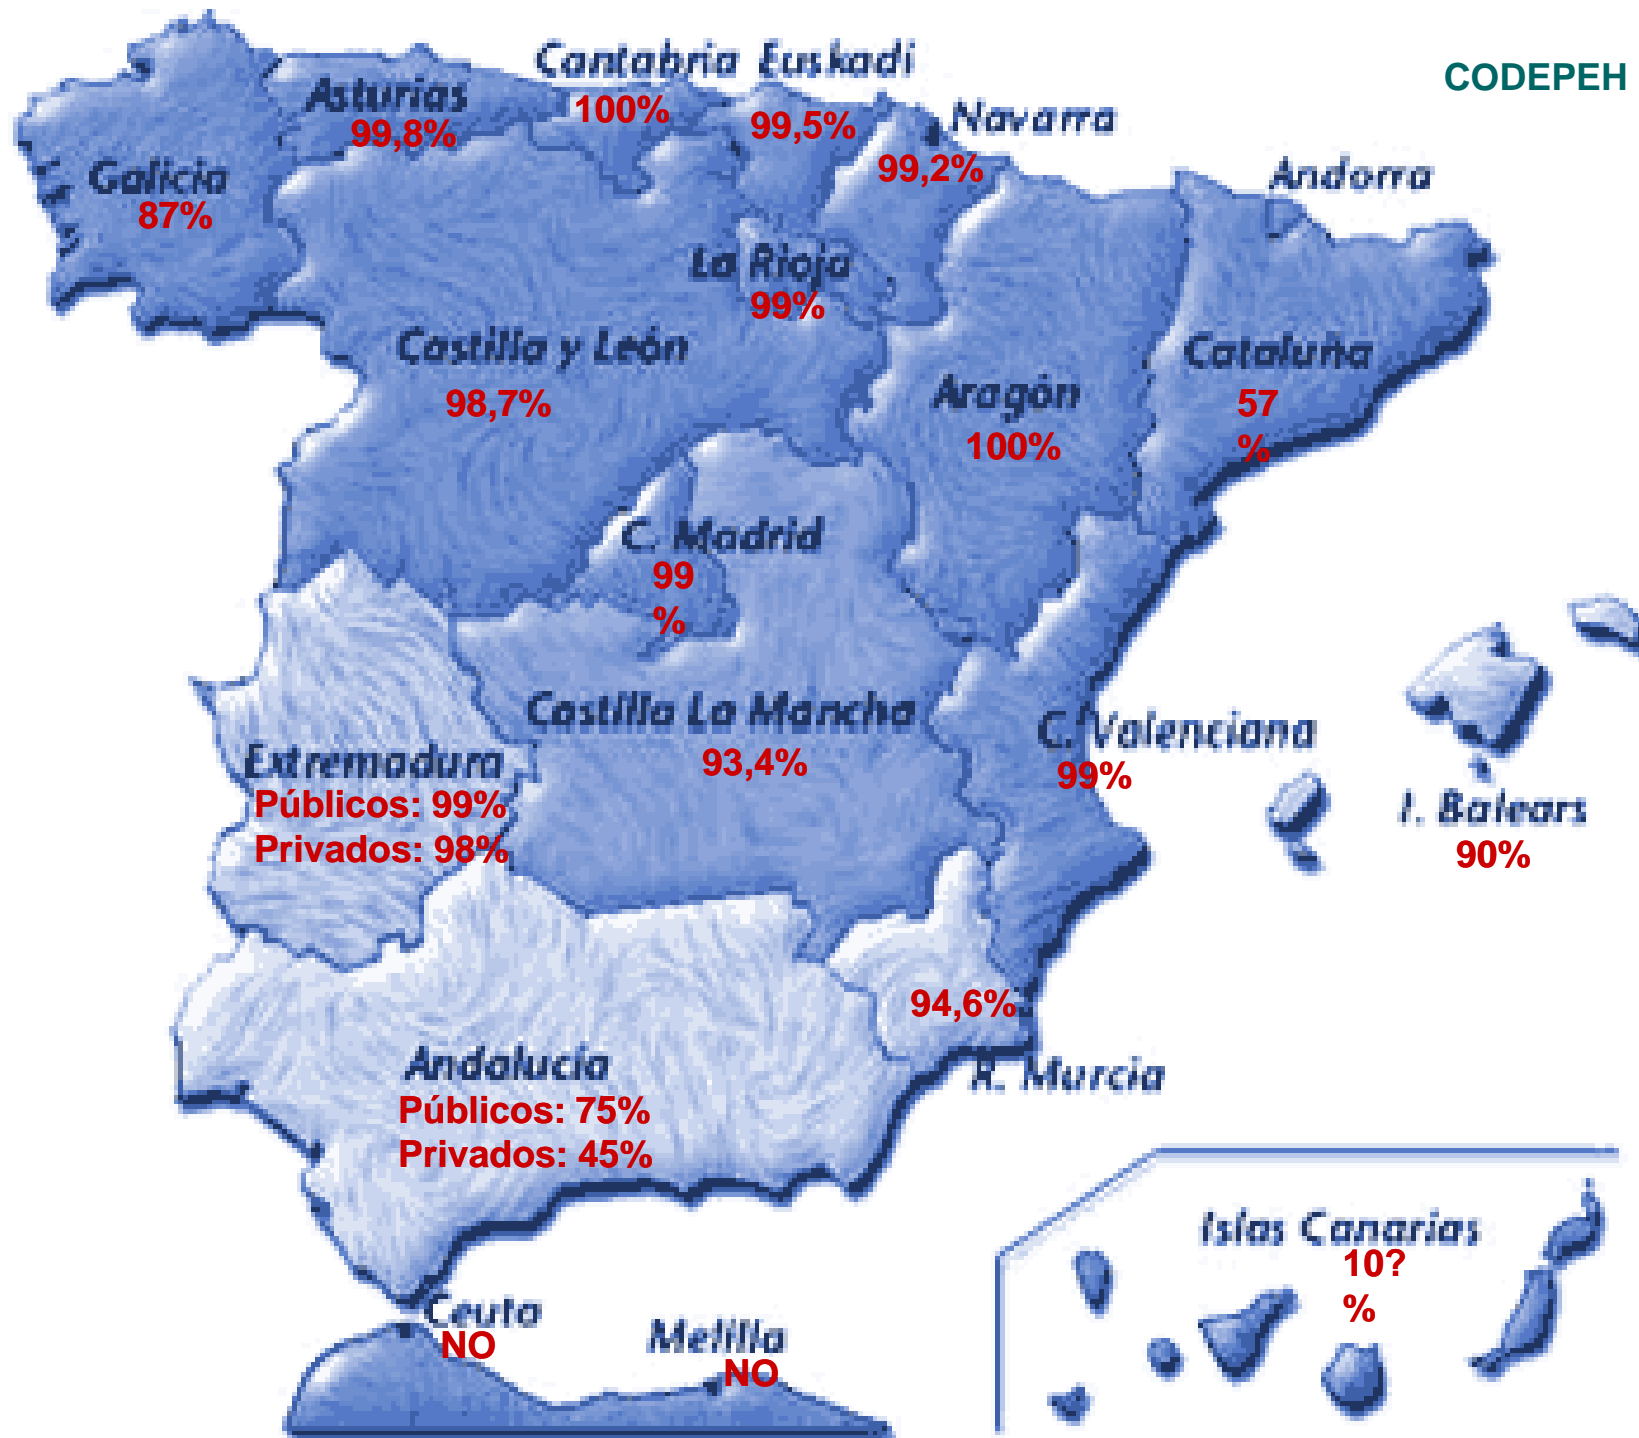 Cantabria Euskadi
CODEPEH
Asturias
100%
99,5%
Navarra
99,8%
99,2%
Galicia
Andorra
87%
La Rioja
99%
Castilla y León
Cataluña
98,7%
Aragón
57
%
100%
C. Madrid
99
%
Castilla La Mancha
93,4%
C. Valenciana
99%
Extremadura
Públicos: 99%
Privados: 98%
I. Balears
90%
94,6%
R. Murcia
Andalucía
Públicos: 75%
Privados: 45%
Islas Canarias
10?
%
Ceuta
NO
Melilla
NO